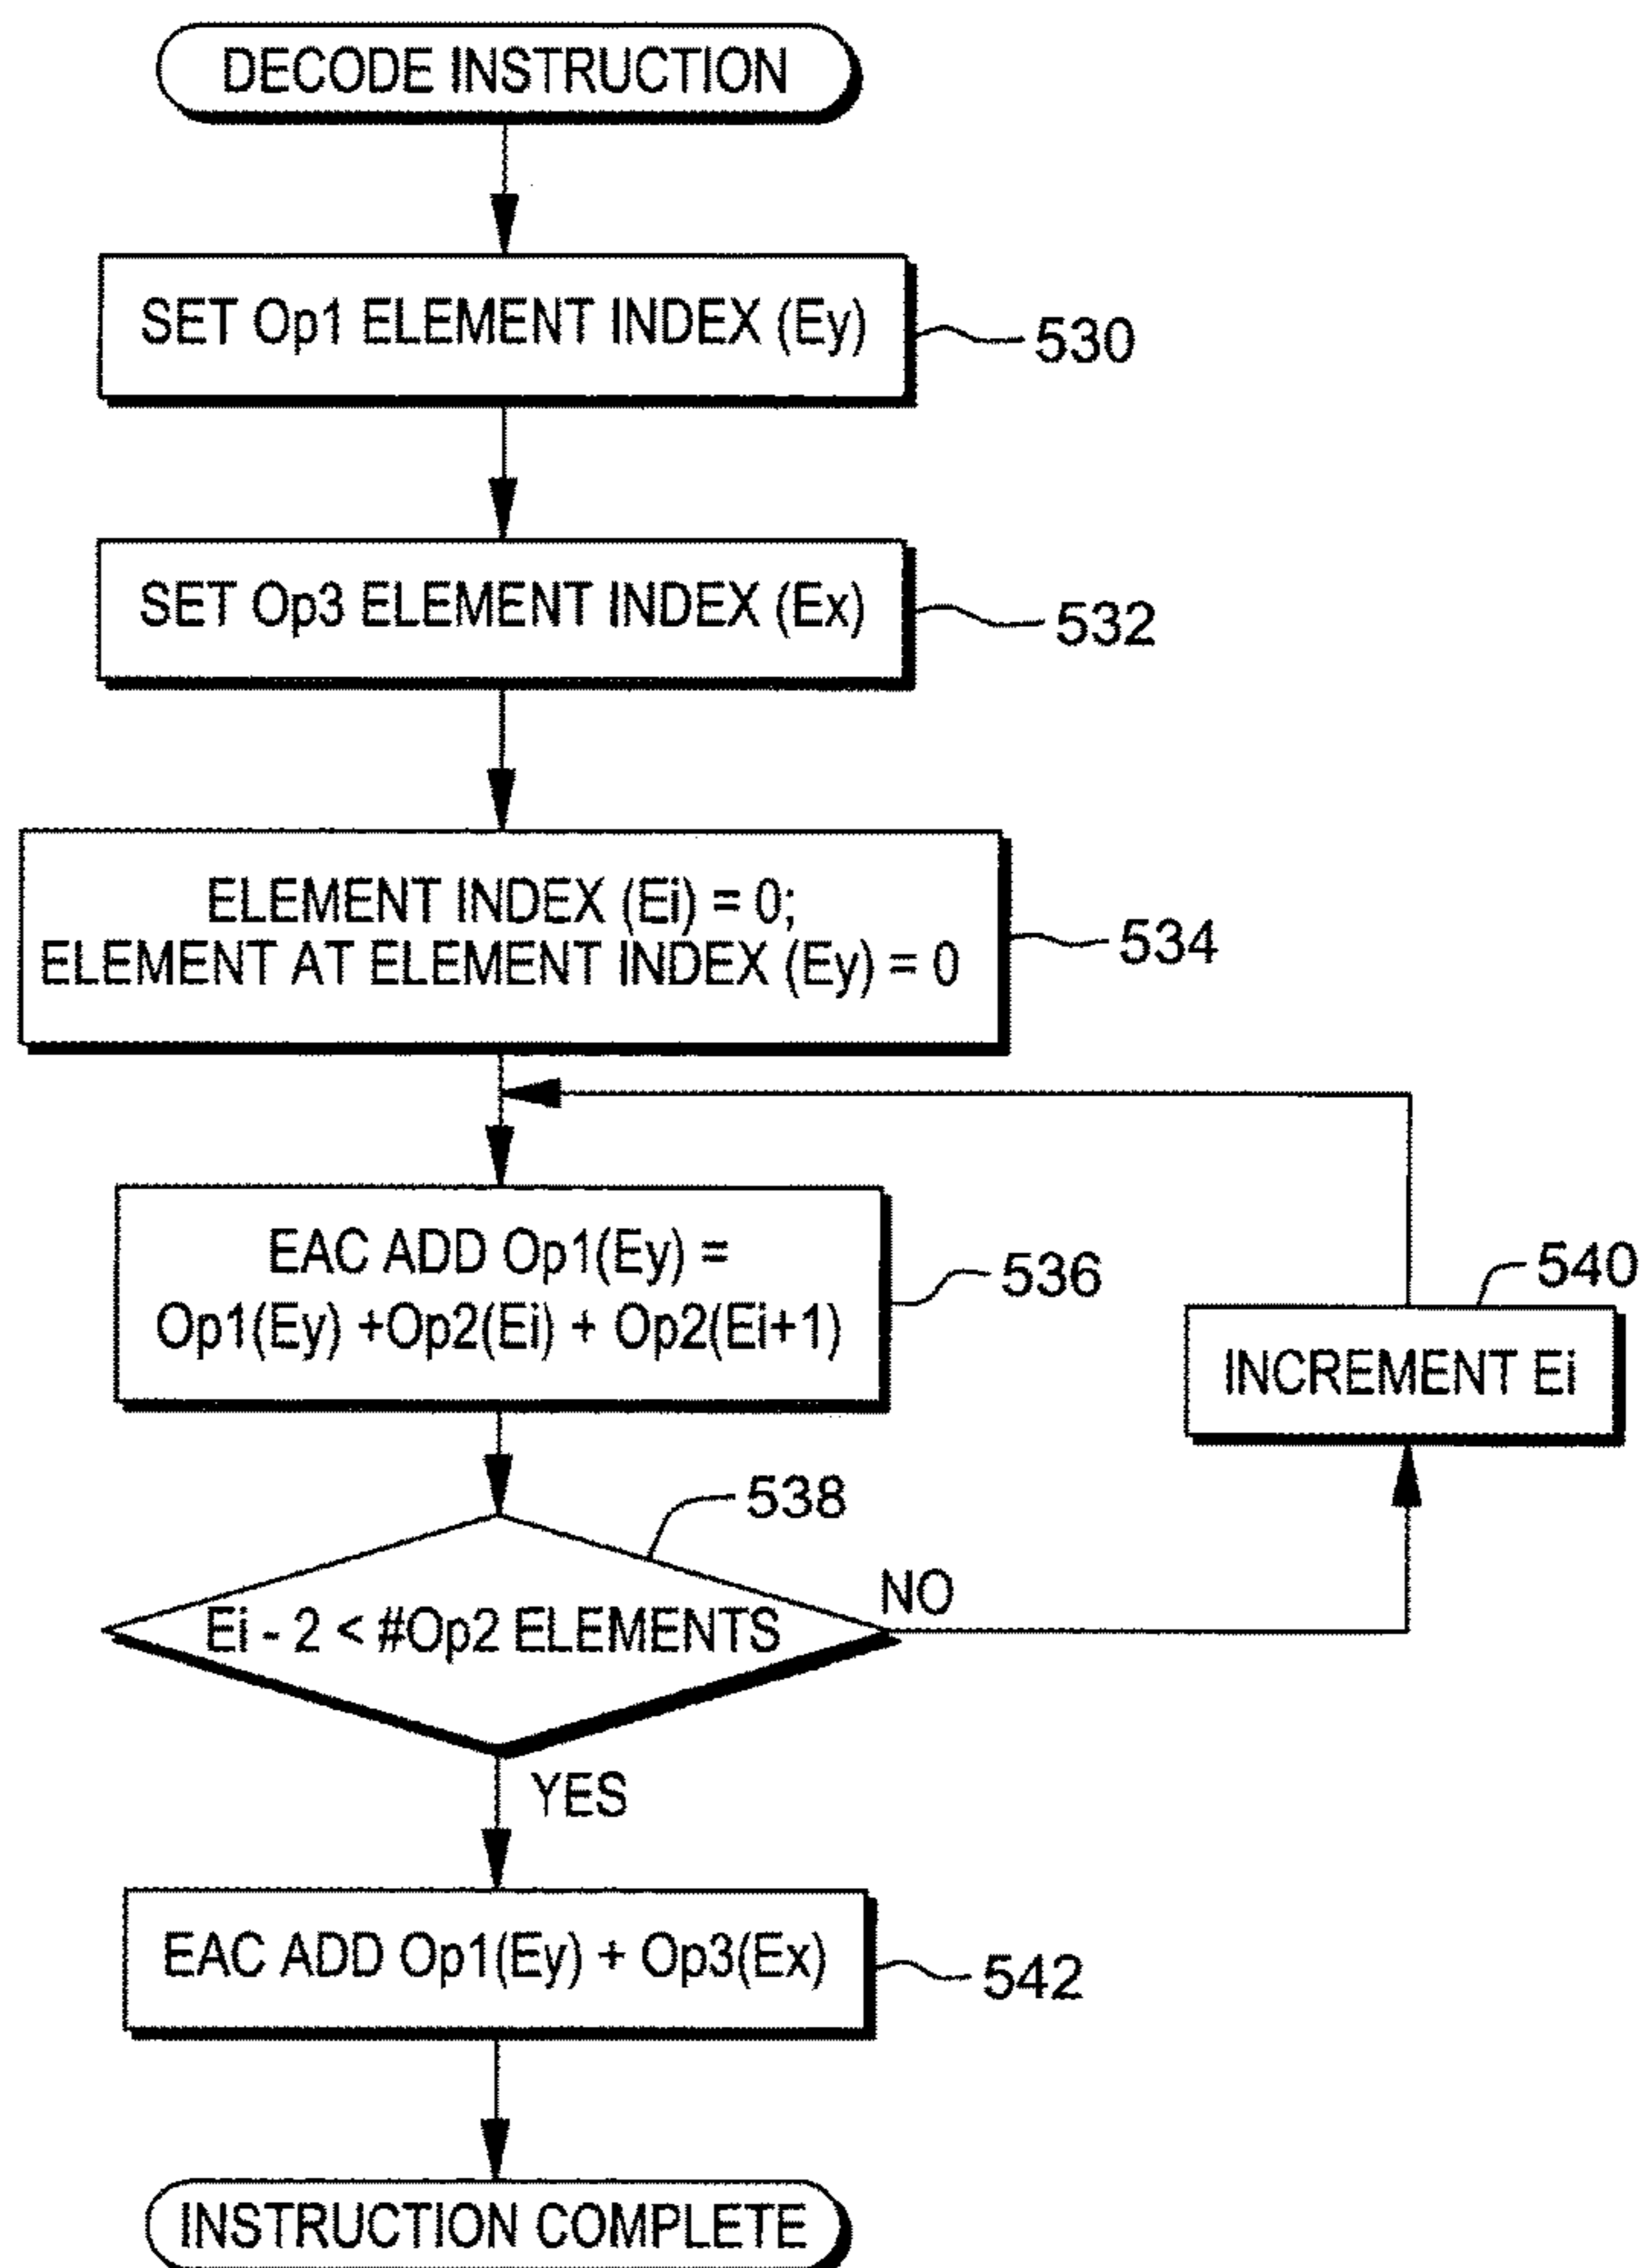 DECODE INSTRUCTION
SET Op1 ELEMENT INDEX (Ey)
530
SET Op3 ELEMENT INDEX (Ex)
532
ELEMENT INDEX (Ei) = 0;
ELEMENT AT ELEMENT INDEX (Ey) = 0
534
EAC ADD Op1(Ey) =
Op1(Ey) +Op2(Ei) + Op2(Ei+1)
536
540
INCREMENT Ei
538
Ei - 2 < #Op2 ELEMENTS
NO
YES
EAC ADD Op1(Ey) + Op3(Ex)
542
INSTRUCTION COMPLETE